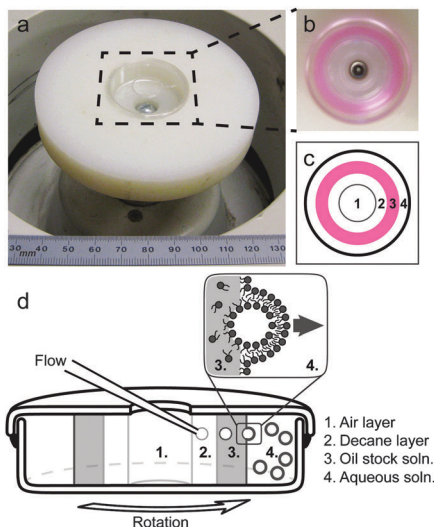 a
b
30 40 50 60 70 80 90 100 110 120 130
mm
c
1 2 3 4
d
3. 4.
Flow
1. 2. 3. 4.
1. Air layer
2. Decane layer
3. Oil stock soln.
4. Aqueous soln.
Rotation